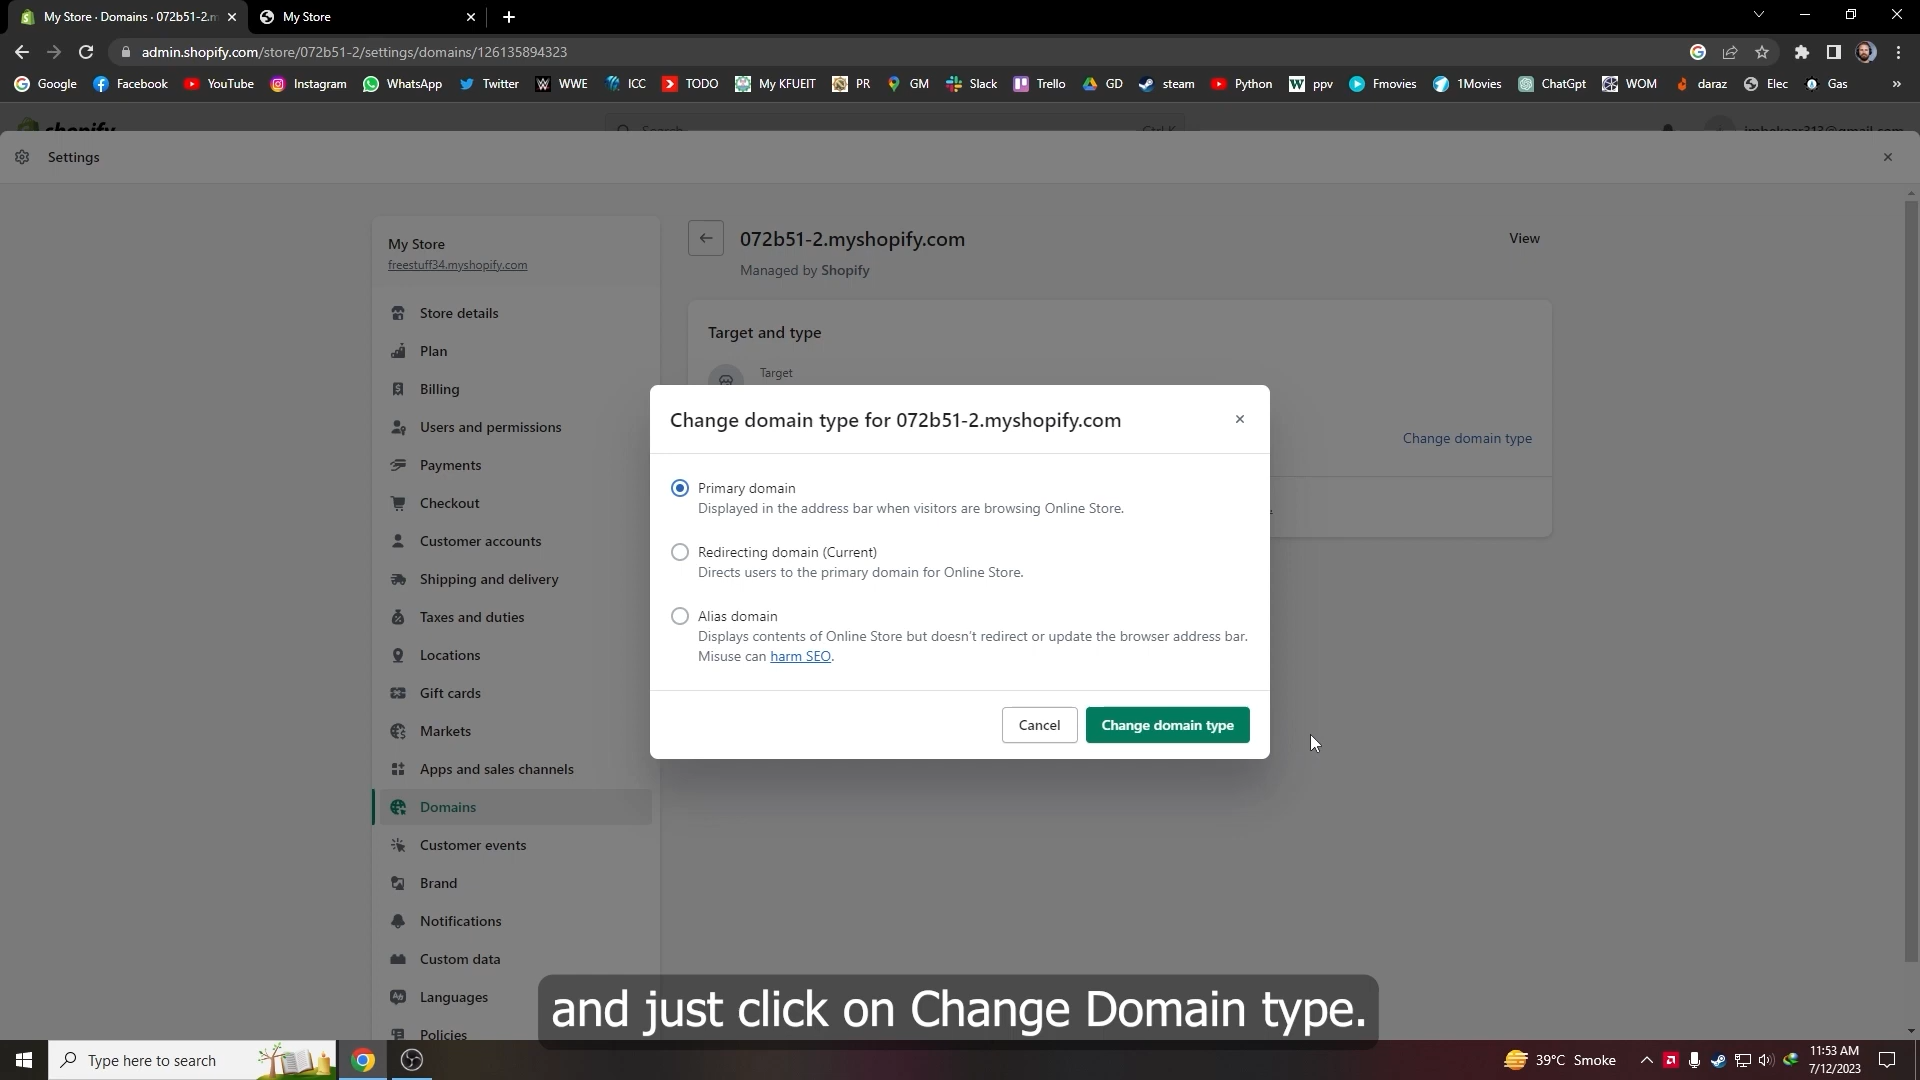 My Store · Domains · 072b51-2.m
My Store
admin.shopify.com/store/072b51-2/settings/domains/126135894323
Google
Facebook
YouTube
Instagram
WhatsApp
Twitter
WWE
ICC
TODO
My KFUEIT
PR
GM
Slack
Trello
GD
steam
Python
ppv
Fmovies
1Movies
ChatGpt
WOM
daraz
Elec
Gas
»
shopify
Search
Ctrl K
Settings
My Store
freestuff34.myshopify.com
Store details
Plan
Billing
Users and permissions
Payments
Checkout
Customer accounts
Shipping and delivery
Taxes and duties
Locations
Gift cards
Markets
Apps and sales channels
Domains
Customer events
Brand
Notifications
Custom data
Languages
Policies
072b51-2.myshopify.com
View
Managed by Shopify
Target and type
Target
Change domain type
Change domain type for 072b51-2.myshopify.com
Primary domain
Displayed in the address bar when visitors are browsing Online Store.
Redirecting domain (Current)
Directs users to the primary domain for Online Store.
Alias domain
Displays contents of Online Store but doesn't redirect or update the browser address bar.
Misuse can harm SEO.
Cancel
Change domain type
and just click on Change Domain type.
Type here to search
39°C Smoke
11:53 AM
7/12/2023